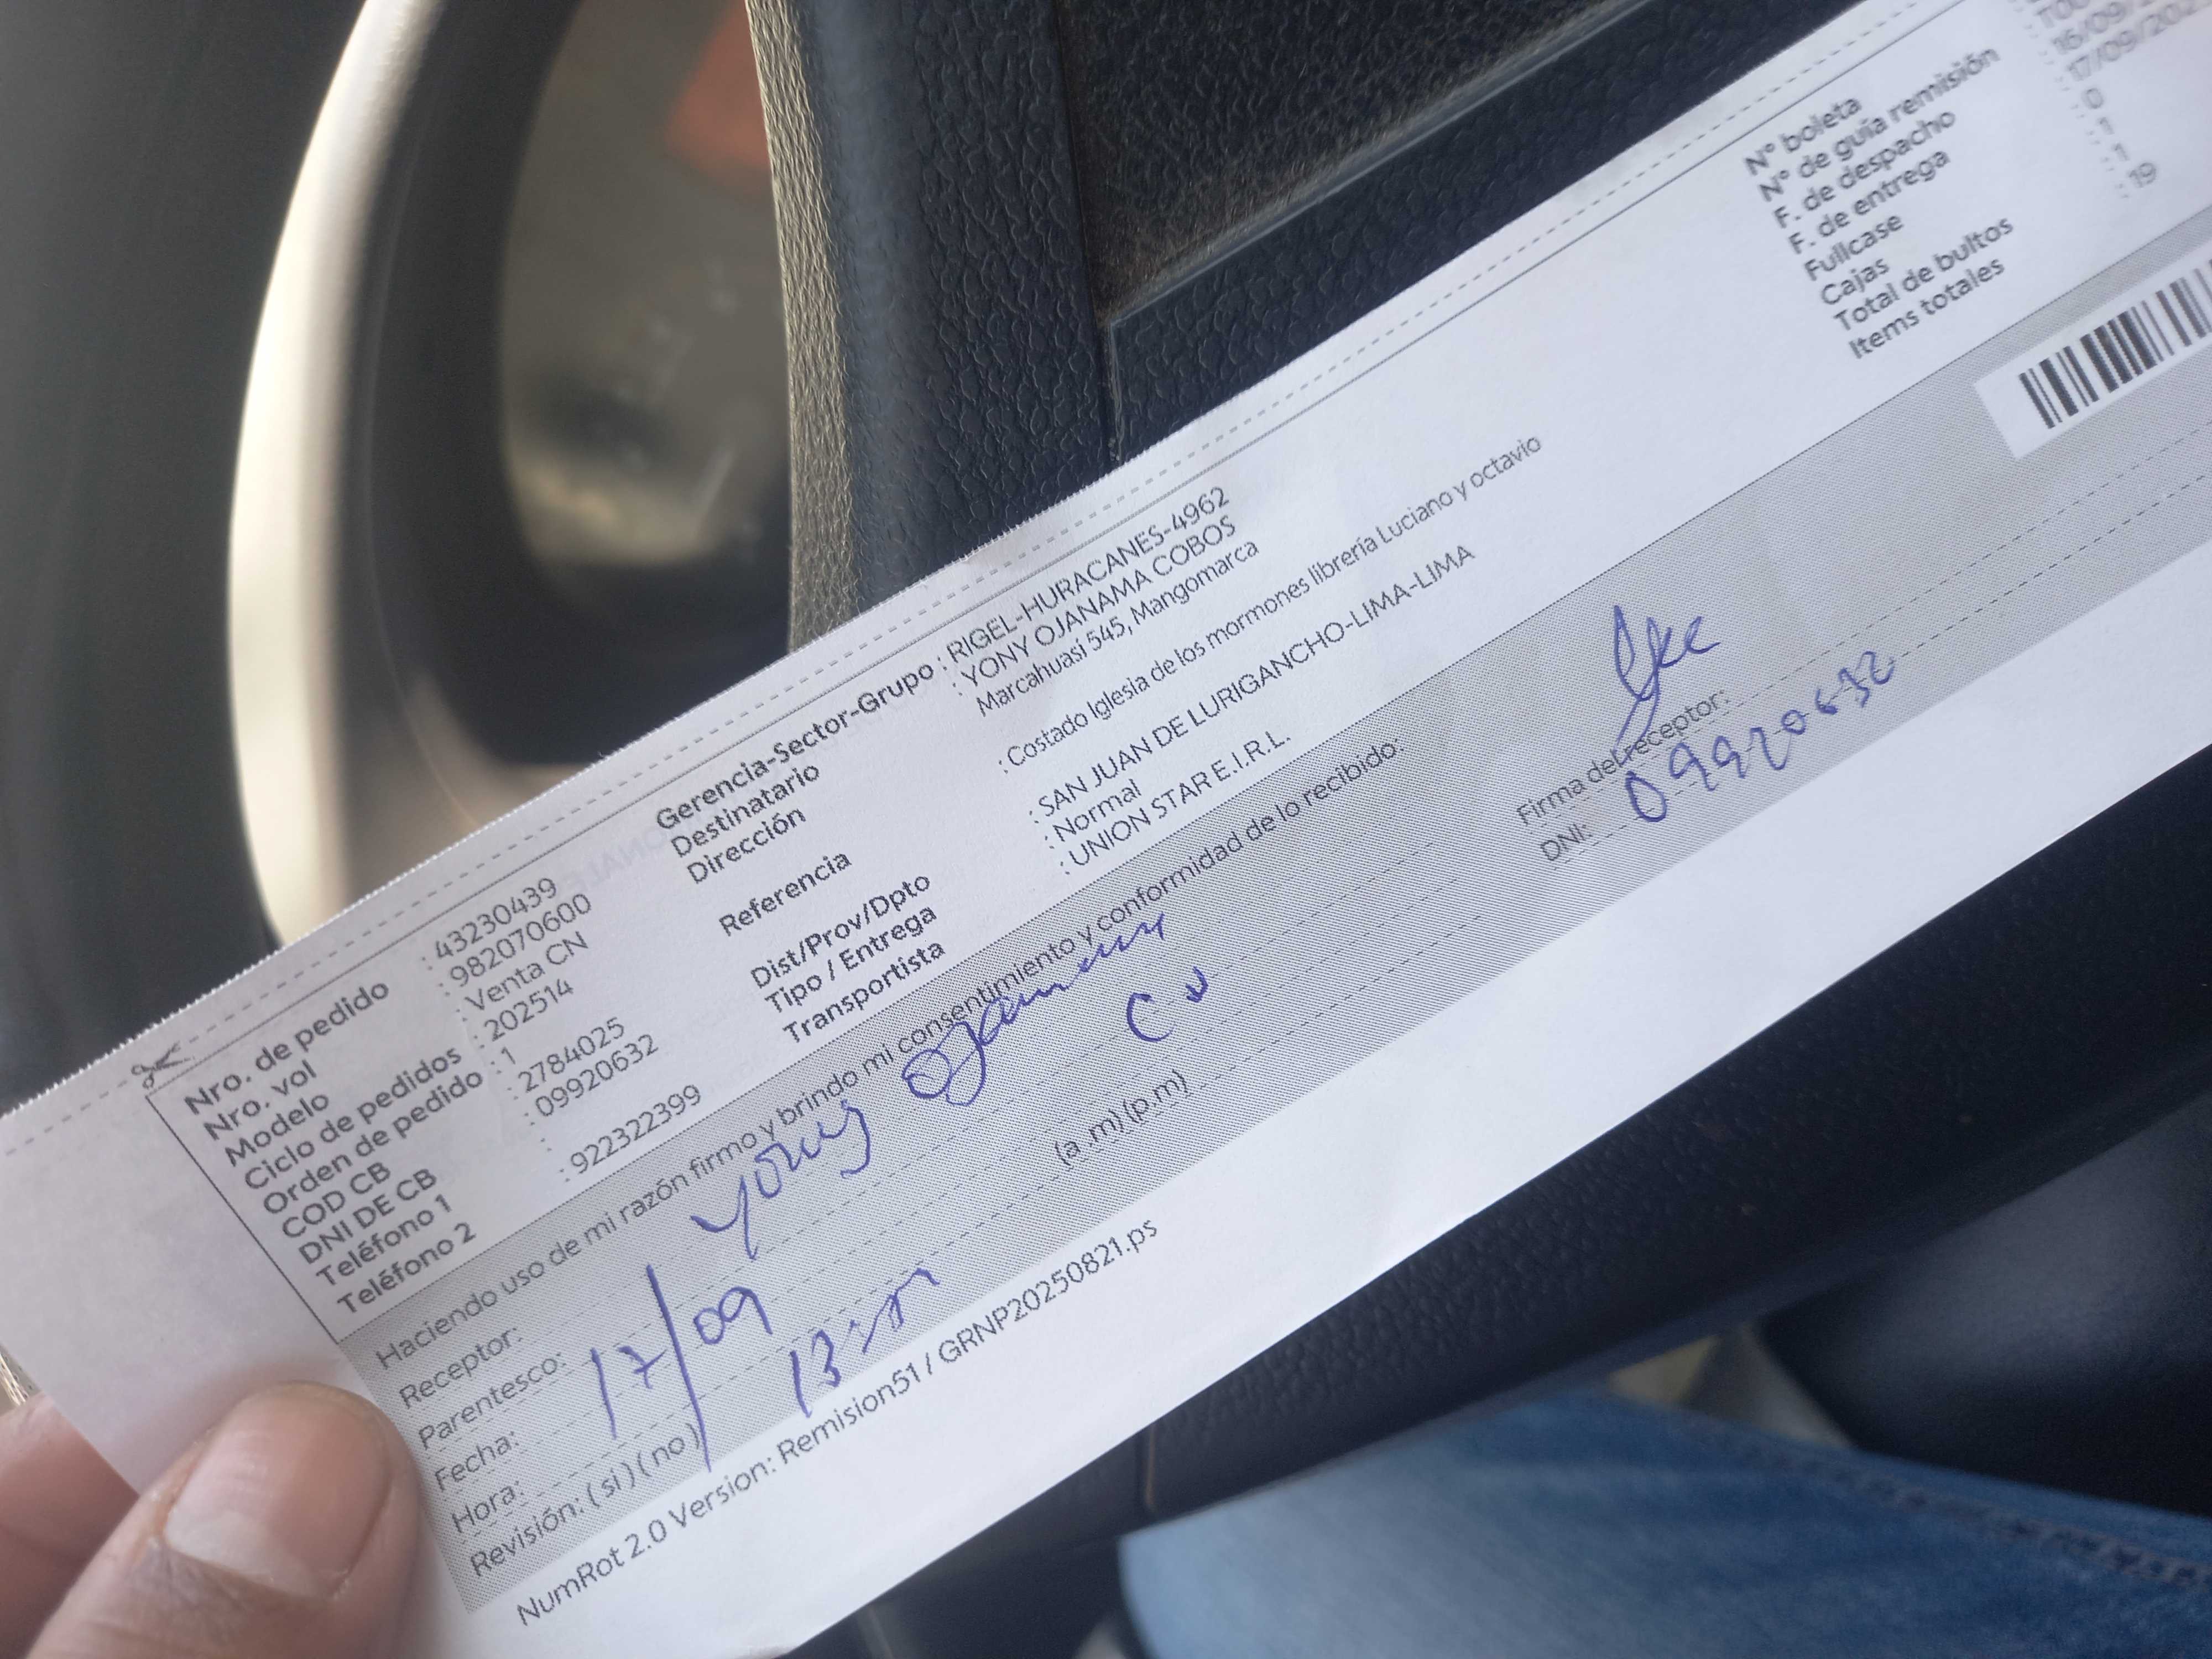 Nro. de pedido : 43230439
Nro. vol : 982070600
Modelo : Venta CN
Ciclo de pedidos : 202514
Orden de pedido : 1
COD CB : 2784025
DNI DE CB : 09920632
Teléfono 1 :
Teléfono 2 : 922322399
Gerencia-Sector-Grupo : RIGEL-HURACANES-4962
Destinatario : YONY OJANAMA COBOS
Dirección Marcahuasi 545, Mangomarca
Referencia : Costado Iglesia de los mormones librería Luciano y octavio
Dist/Prov/Dpto : SAN JUAN DE LURIGANCHO-LIMA-LIMA
Tipo / Entrega : Normal
Transportista : UNION STAR E.I.R.L.
N° boleta
N° de guía remisión : T00
F. de despacho : 16/09/2
F. de entrega : 17/09/202
Fullcase : 0
Cajas : 1
Total de bultos : 1
Items totales : 19
Haciendo uso de mi razón firmo y brindo mi consentimiento y conformidad de lo recibido:
Receptor: Yony Ojanama C
Parentesco:
Fecha: 17/09
Hora: 13 (a .m) (p.m)
Revisión: ( si ) ( no )
Firma del receptor:
DNI: 09920632
NumRot 2.0 Version: Remision51 / GRNP20250821.ps